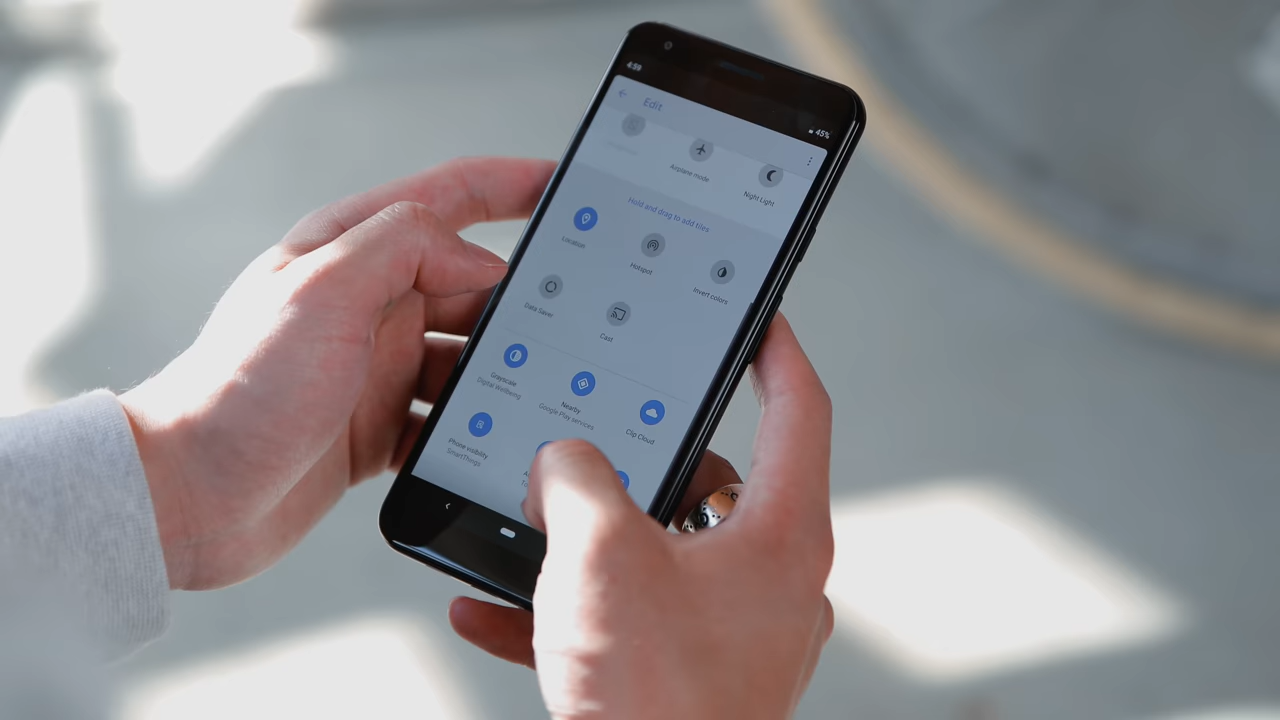 4:59
45%
Edit
Airplane mode
Night Light
Hold and drag to add tiles
Location
Hotspot
Invert colors
Data Saver
Cast
Grayscale
Digital Wellbeing
Nearby
Google Play services
Clip Cloud
Phone visibility
SmartThings